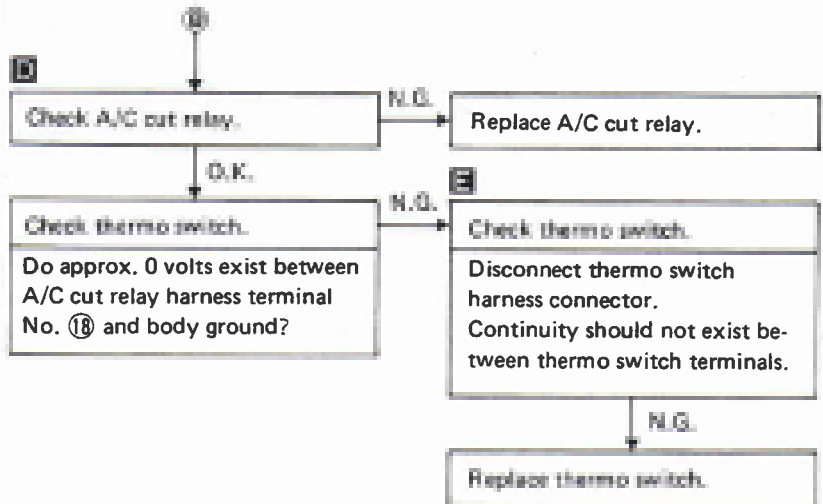 D
Check A/C cut relay.
N.G.
Replace A/C cut relay.
O.K.
E
Check thermo switch.
N.G.
Check thermo switch.
Do approx. 0 volts exist between
A/C cut relay harness terminal
No. ⑱ and body ground?
Disconnect thermo switch
harness connector.
Continuity should not exist be-
tween thermo switch terminals.
N.G.
Replace thermo switch.